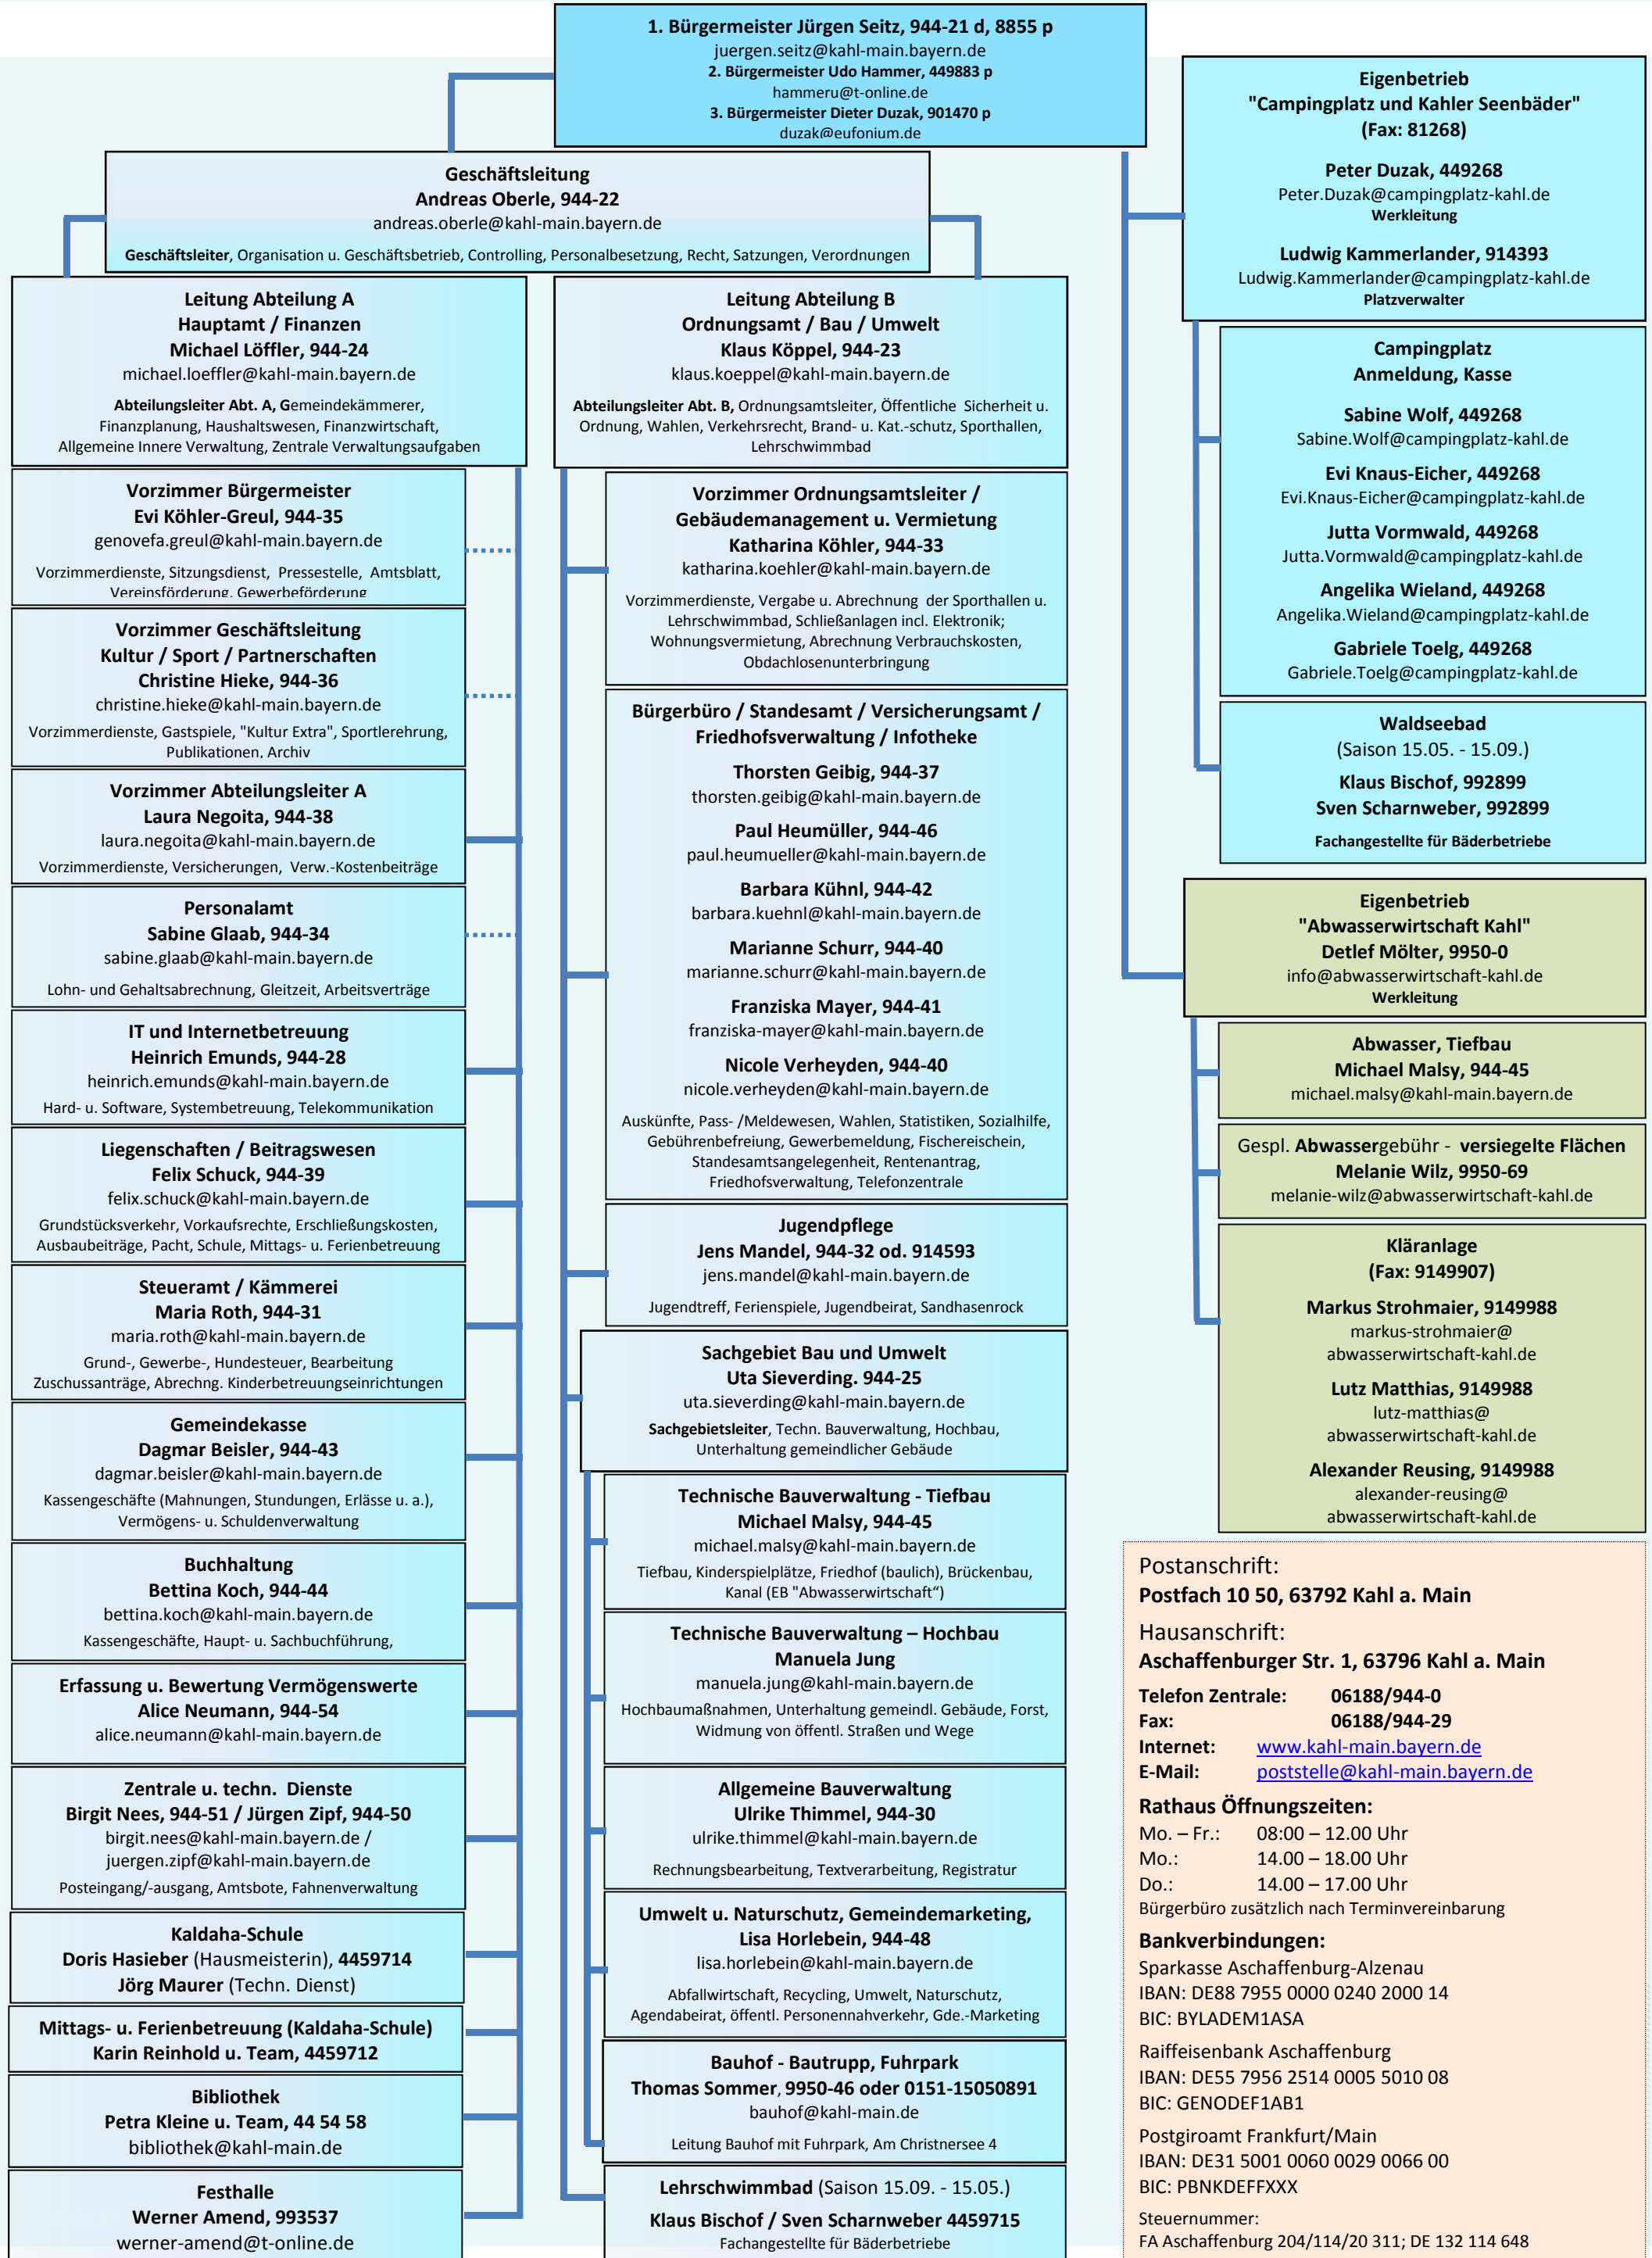 1. Bürgermeister Jürgen Seitz, 944-21 d, 8855 p
juergen.seitz@kahl-main.bayern.de
2. Bürgermeister Udo Hammer, 449883 p
hammeru@t-online.de
3. Bürgermeister Dieter Duzak, 901470 p
duzak@eufonium.de
Geschäftsleitung
Andreas Oberle, 944-22
andreas.oberle@kahl-main.bayern.de
Geschäftsleiter, Organisation u. Geschäftsbetrieb, Controlling, Personalbesetzung, Recht, Satzungen, Verordnungen
Leitung Abteilung A
Hauptamt / Finanzen
Michael Löffler, 944-24
michael.loeffler@kahl-main.bayern.de
Abteilungsleiter Abt. A, Gemeindekämmerer,
Finanzplanung, Haushaltswesen, Finanzwirtschaft,
Allgemeine Innere Verwaltung, Zentrale Verwaltungsaufgaben
Vorzimmer Bürgermeister
Evi Köhler-Greul, 944-35
genovefa.greul@kahl-main.bayern.de
Vorzimmerdienste, Sitzungsdienst, Pressestelle, Amtsblatt,
Vereinsförderung, Gewerbeförderung
Vorzimmer Geschäftsleitung
Kultur / Sport / Partnerschaften
Christine Hieke, 944-36
christine.hieke@kahl-main.bayern.de
Vorzimmerdienste, Gastspiele, "Kultur Extra", Sportlerehrung,
Publikationen, Archiv
Vorzimmer Abteilungsleiter A
Laura Negoita, 944-38
laura.negoita@kahl-main.bayern.de
Vorzimmerdienste, Versicherungen, Verw.-Kostenbeiträge
Personalamt
Sabine Glaab, 944-34
sabine.glaab@kahl-main.bayern.de
Lohn- und Gehaltsabrechnung, Gleitzeit, Arbeitsverträge
IT und Internetbetreuung
Heinrich Emunds, 944-28
heinrich.emunds@kahl-main.bayern.de
Hard- u. Software, Systembetreuung, Telekommunikation
Liegenschaften / Beitragswesen
Felix Schuck, 944-39
felix.schuck@kahl-main.bayern.de
Grundstücksverkehr, Vorkaufsrechte, Erschließungskosten,
Ausbaubeiträge, Pacht, Schule, Mittags- u. Ferienbetreuung
Steueramt / Kämmerei
Maria Roth, 944-31
maria.roth@kahl-main.bayern.de
Grund-, Gewerbe-, Hundesteuer, Bearbeitung
Zuschussanträge, Abrechng. Kinderbetreuungseinrichtungen
Gemeindekasse
Dagmar Beisler, 944-43
dagmar.beisler@kahl-main.bayern.de
Kassengeschäfte (Mahnungen, Stundungen, Erlässe u. a.),
Vermögens- u. Schuldenverwaltung
Buchhaltung
Bettina Koch, 944-44
bettina.koch@kahl-main.bayern.de
Kassengeschäfte, Haupt- u. Sachbuchführung,
Erfassung u. Bewertung Vermögenswerte
Alice Neumann, 944-54
alice.neumann@kahl-main.bayern.de
Zentrale u. techn. Dienste
Birgit Nees, 944-51 / Jürgen Zipf, 944-50
birgit.nees@kahl-main.bayern.de /
juergen.zipf@kahl-main.bayern.de
Posteingang/-ausgang, Amtsbote, Fahnenverwaltung
Kaldaha-Schule
Doris Hasieber (Hausmeisterin), 4459714
Jörg Maurer (Techn. Dienst)
Mittags- u. Ferienbetreuung (Kaldaha-Schule)
Karin Reinhold u. Team, 4459712
Bibliothek
Petra Kleine u. Team, 44 54 58
bibliothek@kahl-main.de
Festhalle
Werner Amend, 993537
werner-amend@t-online.de
Leitung Abteilung B
Ordnungsamt / Bau / Umwelt
Klaus Köppel, 944-23
klaus.koeppel@kahl-main.bayern.de
Abteilungsleiter Abt. B, Ordnungsamtsleiter, Öffentliche Sicherheit u.
Ordnung, Wahlen, Verkehrsrecht, Brand- u. Kat.-schutz, Sporthallen,
Lehrschwimmbad
Vorzimmer Ordnungsamtsleiter /
Gebäudemanagement u. Vermietung
Katharina Köhler, 944-33
katharina.koehler@kahl-main.bayern.de
Vorzimmerdienste, Vergabe u. Abrechnung der Sporthallen u.
Lehrschwimmbad, Schließanlagen incl. Elektronik;
Wohnungsvermietung, Abrechnung Verbrauchskosten,
Obdachlosenunterbringung
Bürgerbüro / Standesamt / Versicherungsamt /
Friedhofsverwaltung / Infotheke
Thorsten Geibig, 944-37
thorsten.geibig@kahl-main.bayern.de
Paul Heumüller, 944-46
paul.heumueller@kahl-main.bayern.de
Barbara Kühnl, 944-42
barbara.kuehnl@kahl-main.bayern.de
Marianne Schurr, 944-40
marianne.schurr@kahl-main.bayern.de
Franziska Mayer, 944-41
franziska-mayer@kahl-main.bayern.de
Nicole Verheyden, 944-40
nicole.verheyden@kahl-main.bayern.de
Auskünfte, Pass- /Meldewesen, Wahlen, Statistiken, Sozialhilfe,
Gebührenbefreiung, Gewerbemeldung, Fischereischein,
Standesamtsangelegenheit, Rentenantrag,
Friedhofsverwaltung, Telefonzentrale
Jugendpflege
Jens Mandel, 944-32 od. 914593
jens.mandel@kahl-main.bayern.de
Jugendtreff, Ferienspiele, Jugendbeirat, Sandhasenrock
Sachgebiet Bau und Umwelt
Uta Sieverding. 944-25
uta.sieverding@kahl-main.bayern.de
Sachgebietsleiter, Techn. Bauverwaltung, Hochbau,
Unterhaltung gemeindlicher Gebäude
Technische Bauverwaltung - Tiefbau
Michael Malsy, 944-45
michael.malsy@kahl-main.bayern.de
Tiefbau, Kinderspielplätze, Friedhof (baulich), Brückenbau,
Kanal (EB "Abwasserwirtschaft“)
Technische Bauverwaltung – Hochbau
Manuela Jung
manuela.jung@kahl-main.bayern.de
Hochbaumaßnahmen, Unterhaltung gemeindl. Gebäude, Forst,
Widmung von öffentl. Straßen und Wege
Allgemeine Bauverwaltung
Ulrike Thimmel, 944-30
ulrike.thimmel@kahl-main.bayern.de
Rechnungsbearbeitung, Textverarbeitung, Registratur
Umwelt u. Naturschutz, Gemeindemarketing,
Lisa Horlebein, 944-48
lisa.horlebein@kahl-main.bayern.de
Abfallwirtschaft, Recycling, Umwelt, Naturschutz,
Agendabeirat, öffentl. Personennahverkehr, Gde.-Marketing
Bauhof - Bautrupp, Fuhrpark
Thomas Sommer, 9950-46 oder 0151-15050891
bauhof@kahl-main.de
Leitung Bauhof mit Fuhrpark, Am Christnersee 4
Lehrschwimmbad (Saison 15.09. - 15.05.)
Klaus Bischof / Sven Scharnweber 4459715
Fachangestellte für Bäderbetriebe
Eigenbetrieb
"Campingplatz und Kahler Seenbäder"
(Fax: 81268)
Peter Duzak, 449268
Peter.Duzak@campingplatz-kahl.de
Werkleitung
Ludwig Kammerlander, 914393
Ludwig.Kammerlander@campingplatz-kahl.de
Platzverwalter
Campingplatz
Anmeldung, Kasse
Sabine Wolf, 449268
Sabine.Wolf@campingplatz-kahl.de
Evi Knaus-Eicher, 449268
Evi.Knaus-Eicher@campingplatz-kahl.de
Jutta Vormwald, 449268
Jutta.Vormwald@campingplatz-kahl.de
Angelika Wieland, 449268
Angelika.Wieland@campingplatz-kahl.de
Gabriele Toelg, 449268
Gabriele.Toelg@campingplatz-kahl.de
Waldseebad
(Saison 15.05. - 15.09.)
Klaus Bischof, 992899
Sven Scharnweber, 992899
Fachangestellte für Bäderbetriebe
Eigenbetrieb
"Abwasserwirtschaft Kahl"
Detlef Mölter, 9950-0
info@abwasserwirtschaft-kahl.de
Werkleitung
Abwasser, Tiefbau
Michael Malsy, 944-45
michael.malsy@kahl-main.bayern.de
Gespl. Abwassergebühr - versiegelte Flächen
Melanie Wilz, 9950-69
melanie-wilz@abwasserwirtschaft-kahl.de
Kläranlage
(Fax: 9149907)
Markus Strohmaier, 9149988
markus-strohmaier@
abwasserwirtschaft-kahl.de
Lutz Matthias, 9149988
lutz-matthias@
abwasserwirtschaft-kahl.de
Alexander Reusing, 9149988
alexander-reusing@
abwasserwirtschaft-kahl.de
Postanschrift:
Postfach 10 50, 63792 Kahl a. Main
Hausanschrift:
Aschaffenburger Str. 1, 63796 Kahl a. Main
Telefon Zentrale: 06188/944-0
Fax: 06188/944-29
Internet: www.kahl-main.bayern.de
E-Mail: poststelle@kahl-main.bayern.de
Rathaus Öffnungszeiten:
Mo. – Fr.: 08:00 – 12.00 Uhr
Mo.: 14.00 – 18.00 Uhr
Do.: 14.00 – 17.00 Uhr
Bürgerbüro zusätzlich nach Terminvereinbarung
Bankverbindungen:
Sparkasse Aschaffenburg-Alzenau
IBAN: DE88 7955 0000 0240 2000 14
BIC: BYLADEM1ASA
Raiffeisenbank Aschaffenburg
IBAN: DE55 7956 2514 0005 5010 08
BIC: GENODEF1AB1
Postgiroamt Frankfurt/Main
IBAN: DE31 5001 0060 0029 0066 00
BIC: PBNKDEFFXXX
Steuernummer:
FA Aschaffenburg 204/114/20 311; DE 132 114 648